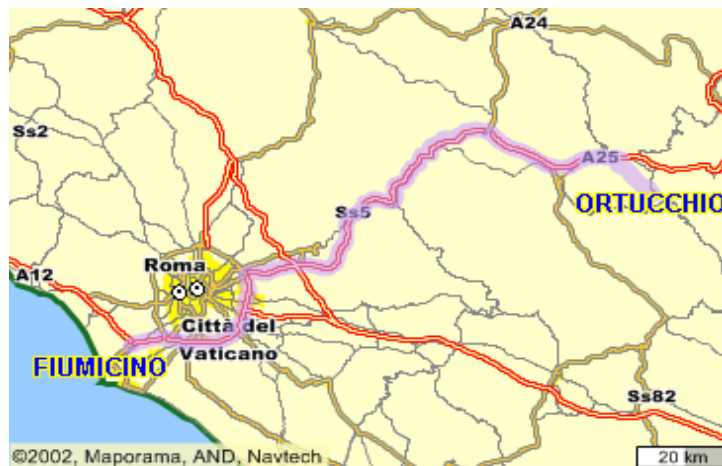 A24
Ss2
A25
ORTUCCHIO
Ss5
Roma
A12
Città del
Vaticano
FIUMICINO
Ss82
©2002, Maporama, AND, Navtech
20 km